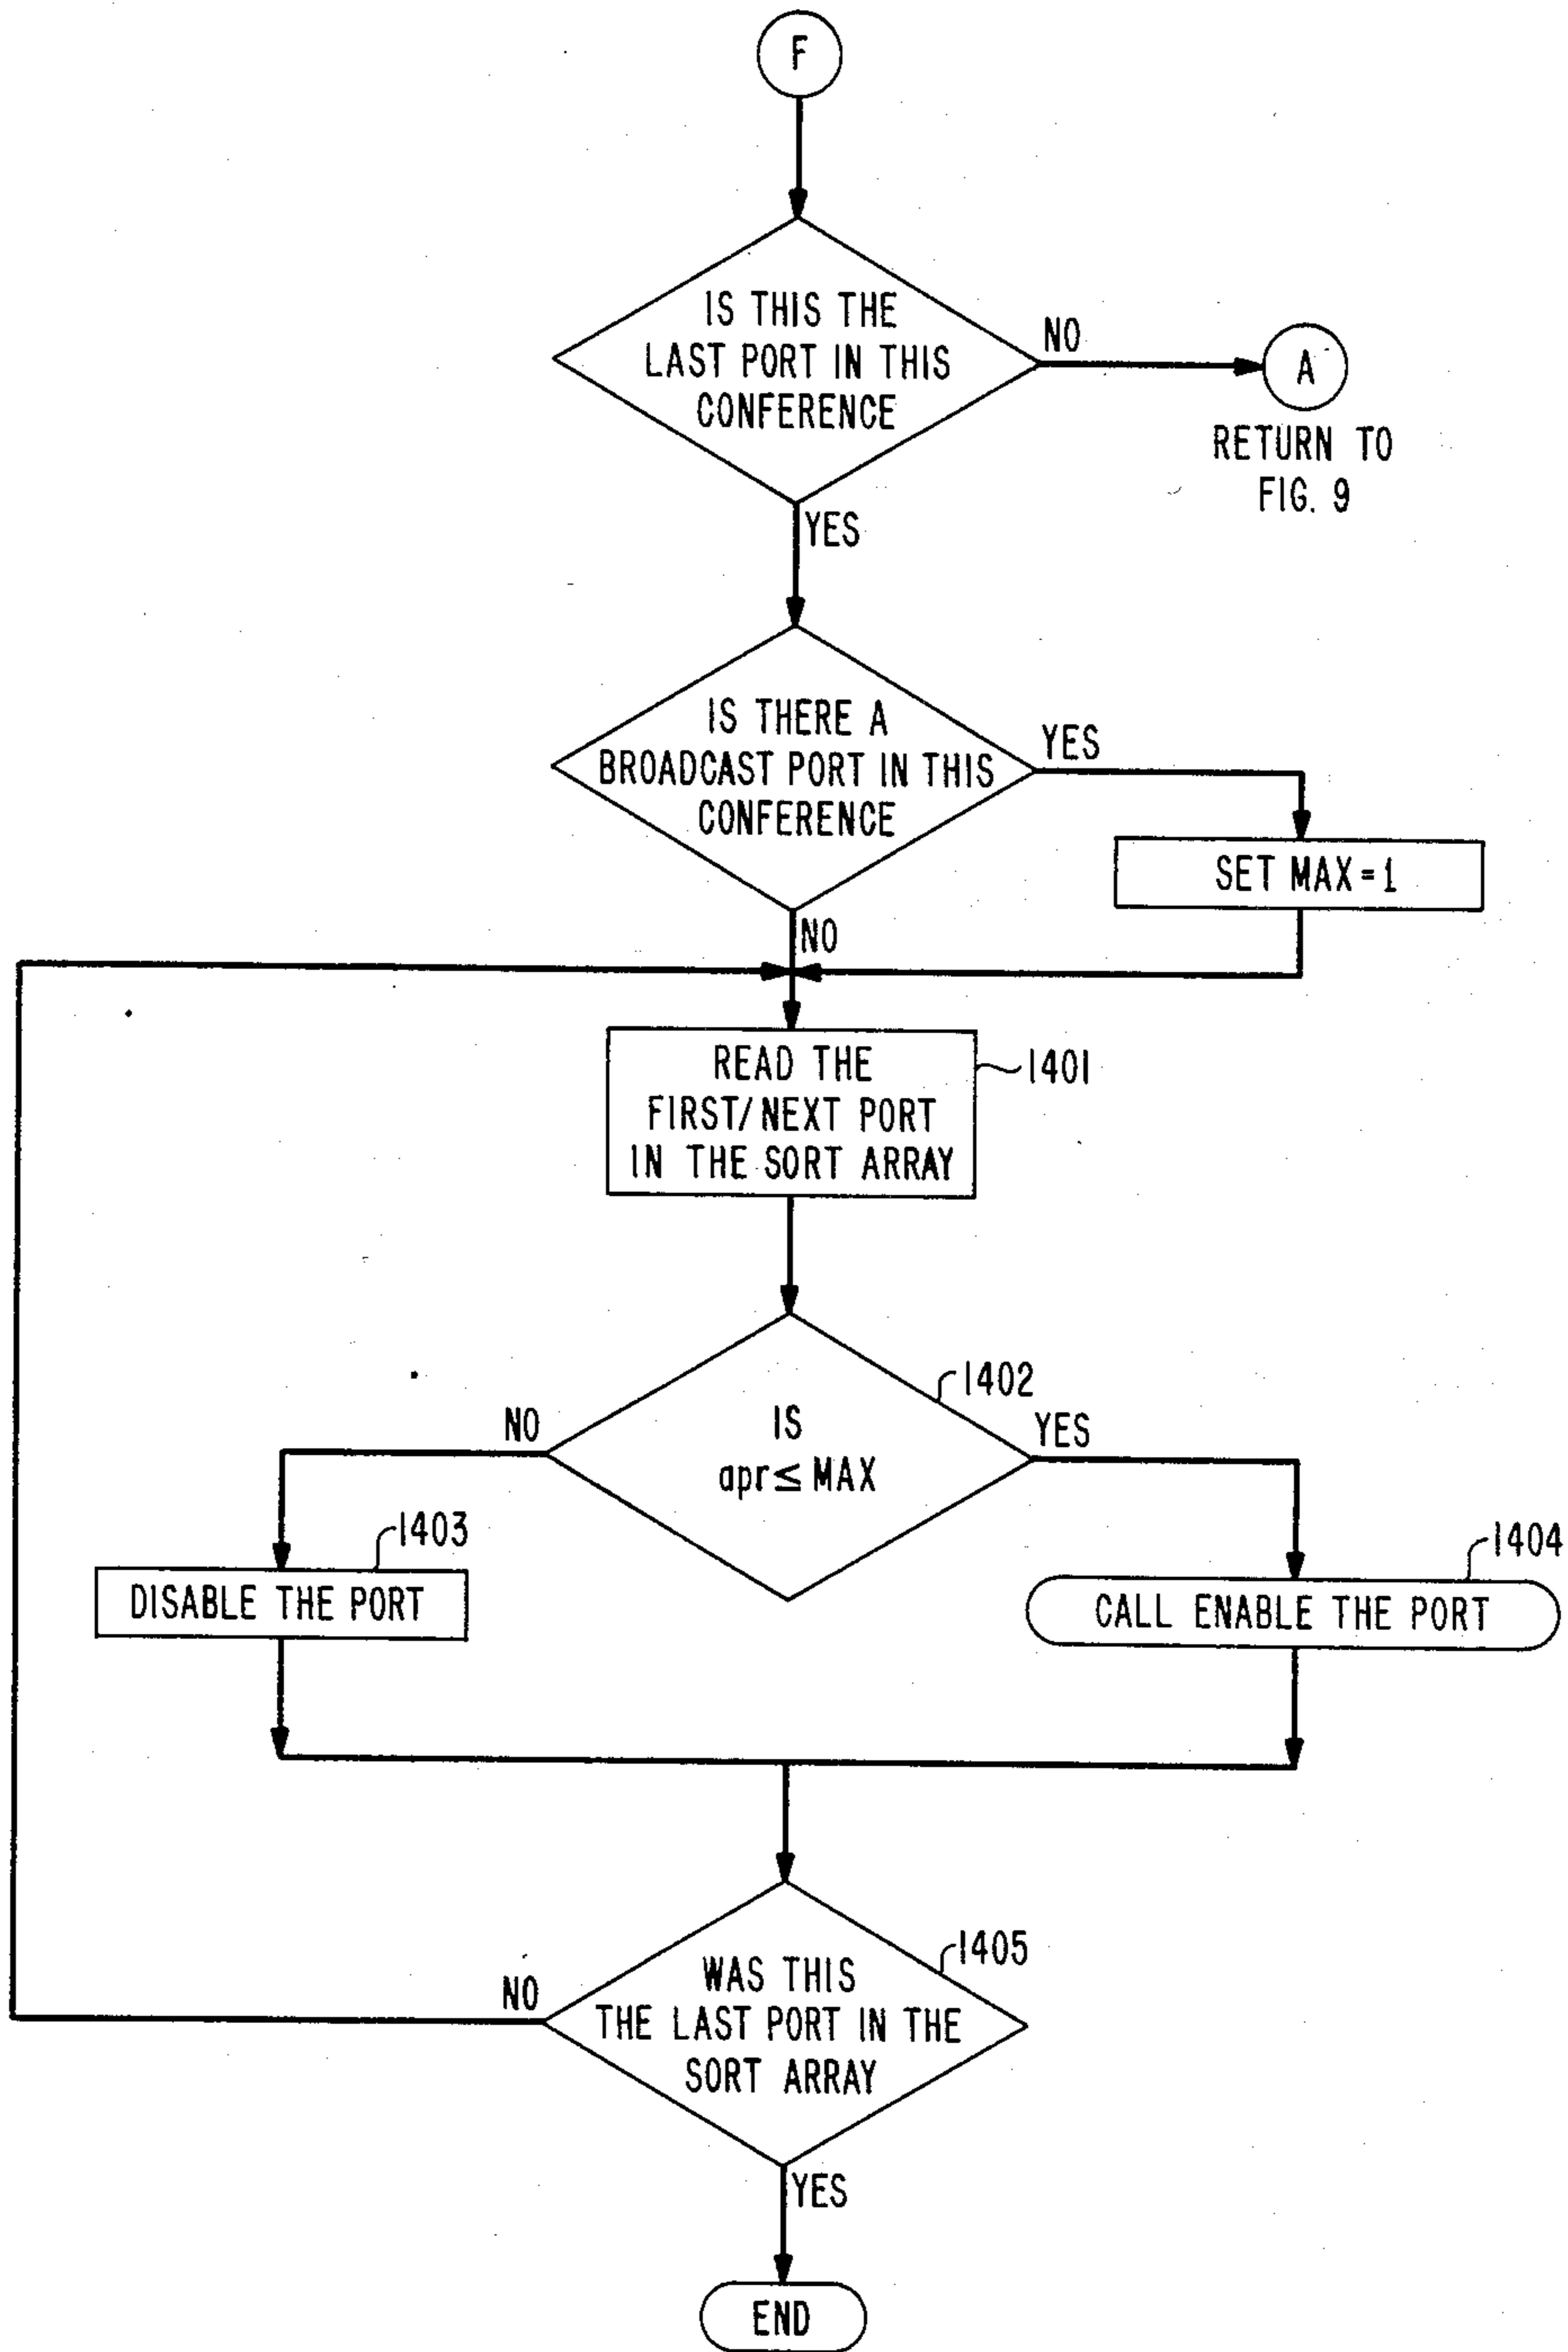 F
IS THIS THE
LAST PORT IN THIS
CONFERENCE
NO
A
RETURN TO
FIG. 9
YES
IS THERE A
BROADCAST PORT IN THIS
CONFERENCE
YES
SET MAX=1
NO
READ THE
FIRST/NEXT PORT
IN THE SORT ARRAY
1401
IS
apr≤MAX
1402
NO
YES
1403
DISABLE THE PORT
1404
CALL ENABLE THE PORT
WAS THIS
THE LAST PORT IN THE
SORT ARRAY
1405
NO
YES
END